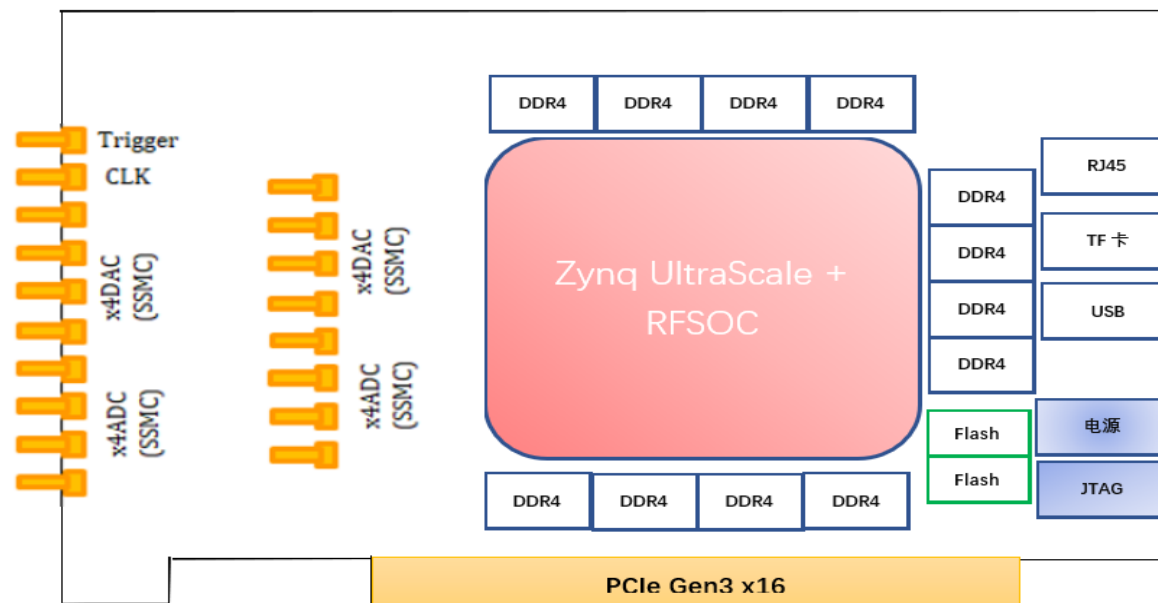 DDR4 DDR4 DDR4 DDR4
Trigger
CLK
x4DAC
(SSMC)
x4ADC
(SSMC)
x4DAC
(SSMC)
x4ADC
(SSMC)
Zynq UltraScale +
RFSOC
DDR4
DDR4
DDR4
DDR4
RJ45
TF 卡
USB
Flash
Flash
电源
JTAG
DDR4 DDR4 DDR4 DDR4
PCIe Gen3 x16